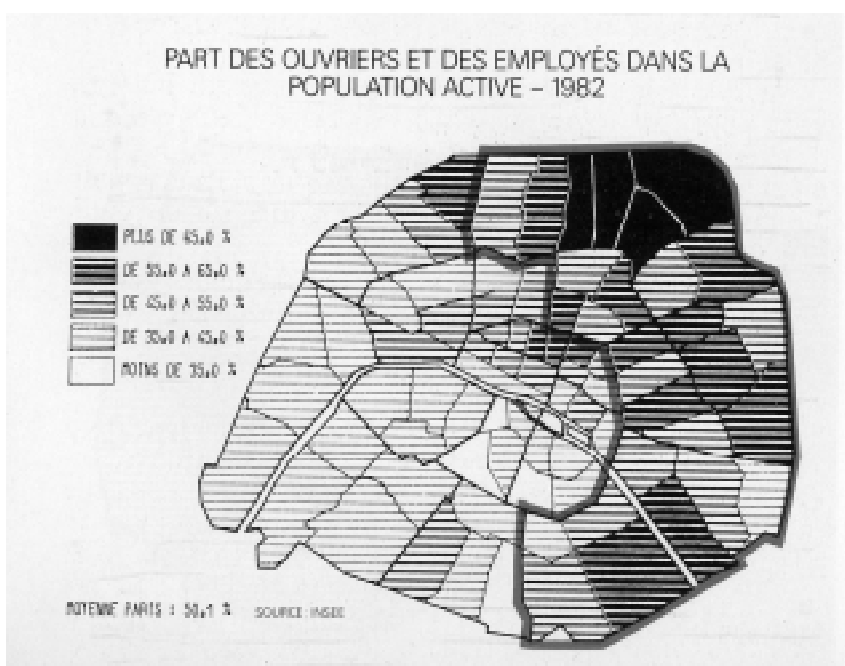 PART DES OUVRIERS ET DES EMPLOYÉS DANS LA
POPULATION ACTIVE – 1982
PLUS DE 65,0 %
DE 55,0 A 65,0 %
DE 45,0 A 55,0 %
DE 35,0 A 45,0 %
MOINS DE 35,0 %
MOYENNE PARIS : 50,1 %
SOURCE : INSEE